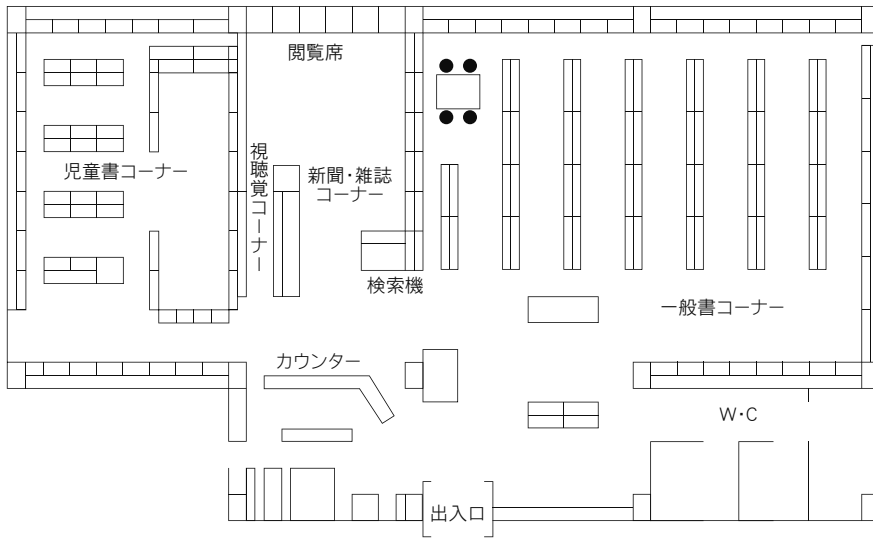 閲覧席
児童書コーナー
視聴覚コーナー
新聞・雑誌
コーナー
検索機
一般書コーナー
カウンター
W・C
出入口